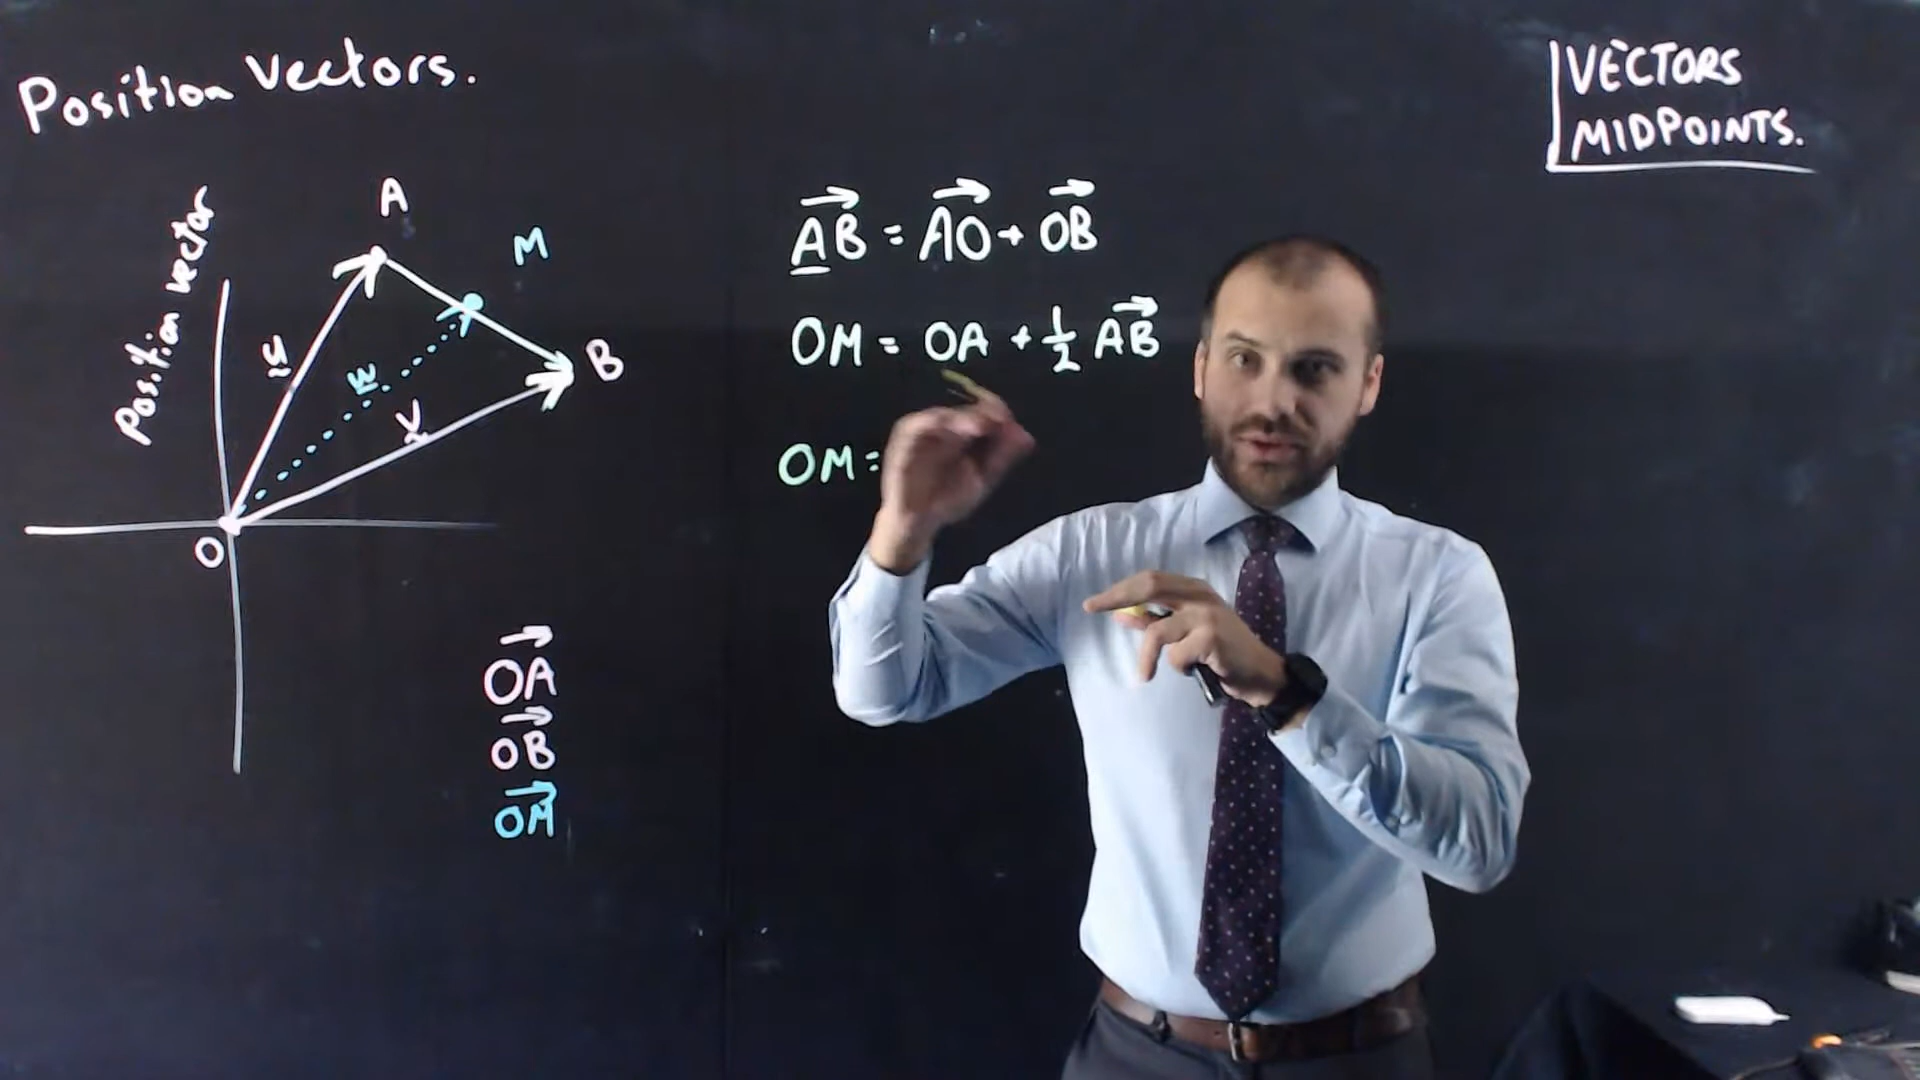 Position Vectors.
VECTORS
MIDPOINTS.
Position vector
A
M
B
u
w
v
O
AB = AO + OB
OM = OA + 1/2 AB
OM =
OA
OB
OM